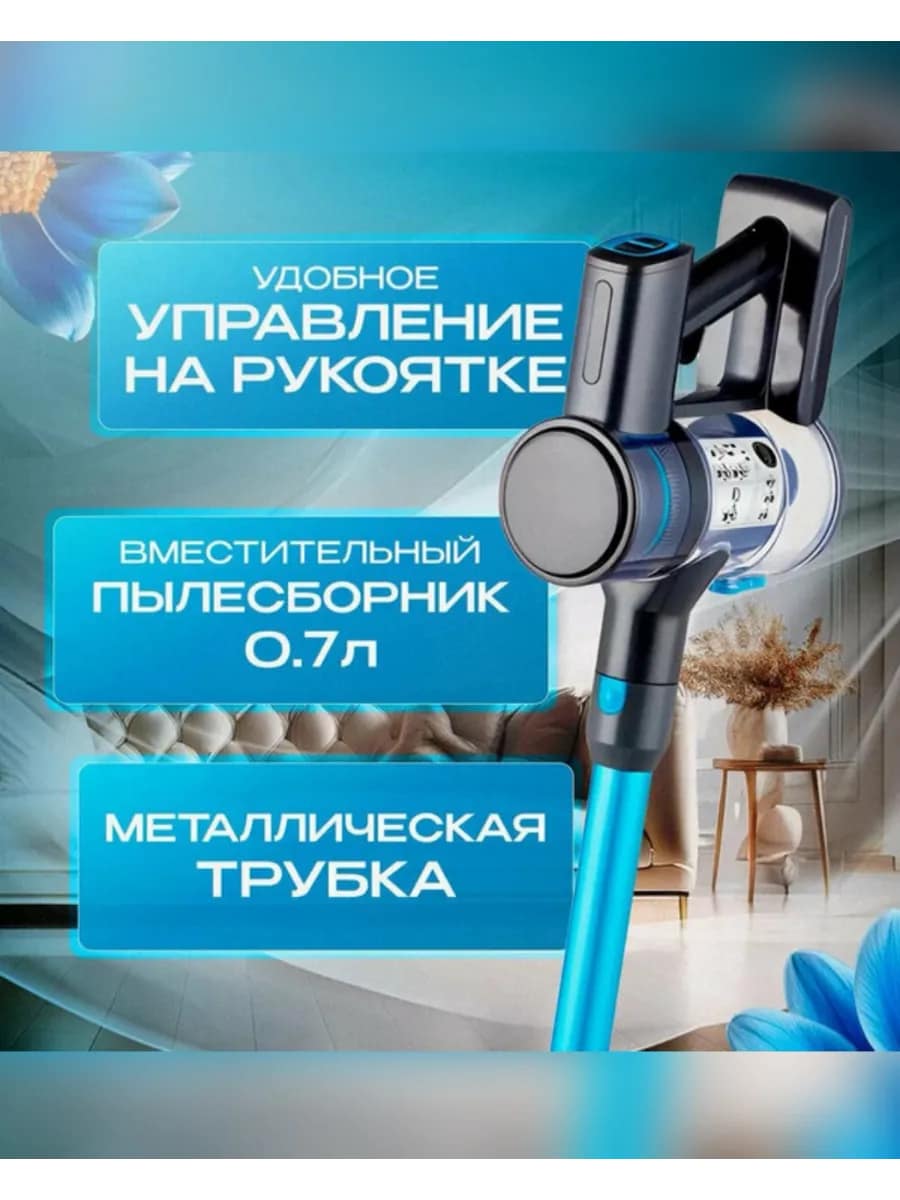 УДОБНОЕ
УПРАВЛЕНИЕ
НА РУКОЯТКЕ
ВМЕСТИТЕЛЬНЫЙ
ПЫЛЕСБОРНИК
0.7л
МЕТАЛЛИЧЕСКАЯ
ТРУБКА